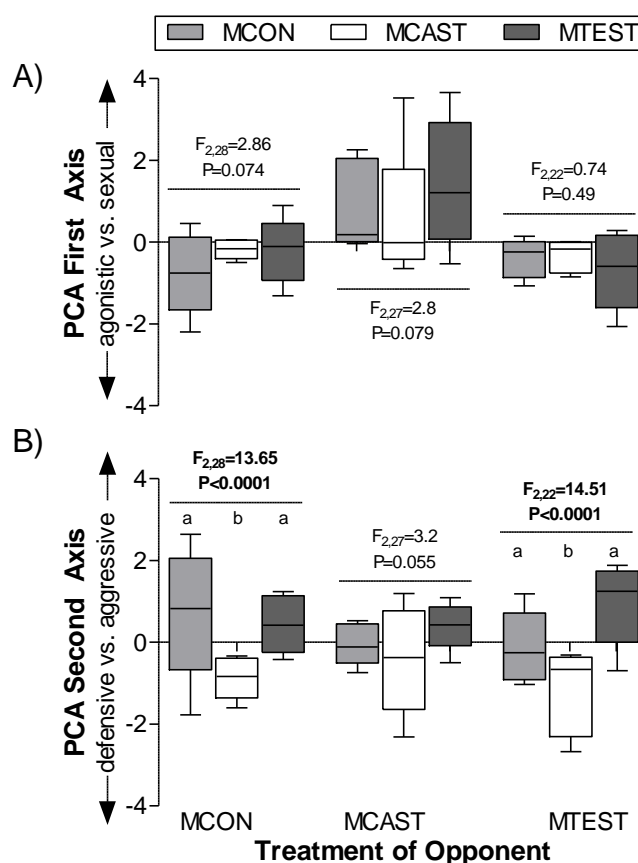 MCON MCAST MTEST
A)
PCA First Axis
agonistic vs. sexual
4
2
0
-2
-4
F2,28=2.86
P=0.074
F2,27=2.8
P=0.079
F2,22=0.74
P=0.49
B)
PCA Second Axis
defensive vs. aggressive
4
2
0
-2
-4
F2,28=13.65
P<0.0001
a b a
F2,27=3.2
P=0.055
F2,22=14.51
P<0.0001
a b a
MCON MCAST MTEST
Treatment of Opponent